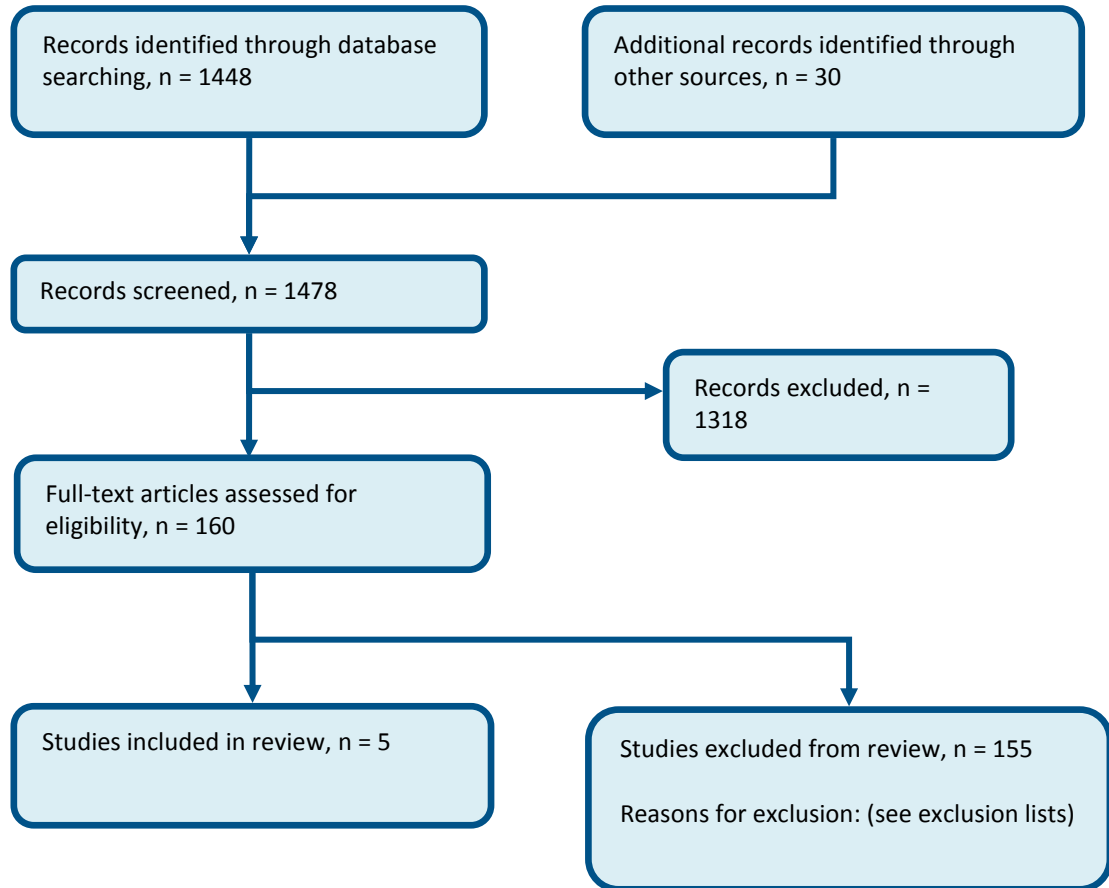 Records identified through database
searching, n = 1448
Additional records identified through
other sources, n = 30
Records screened, n = 1478
Records excluded, n =
1318
Full-text articles assessed for
eligibility, n = 160
Studies included in review, n = 5
Studies excluded from review, n = 155
Reasons for exclusion: (see exclusion lists)